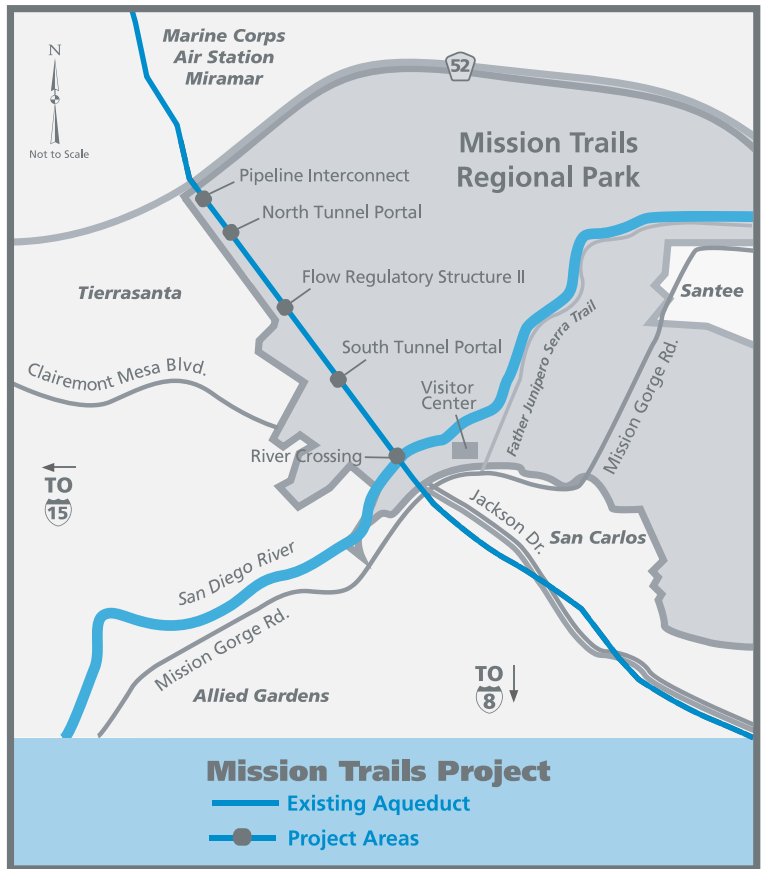 Marine Corps
Air Station
Miramar
N
Not to Scale
52
Mission Trails
Regional Park
Pipeline Interconnect
North Tunnel Portal
Tierrasanta
Flow Regulatory Structure II
Santee
Father Junipero Serra Trail
South Tunnel Portal
Clairemont Mesa Blvd.
Visitor
Center
Mission Gorge Rd.
River Crossing
TO
15
Jackson Dr.
San Carlos
San Diego River
Mission Gorge Rd.
TO
8
Allied Gardens
Mission Trails Project
Existing Aqueduct
Project Areas